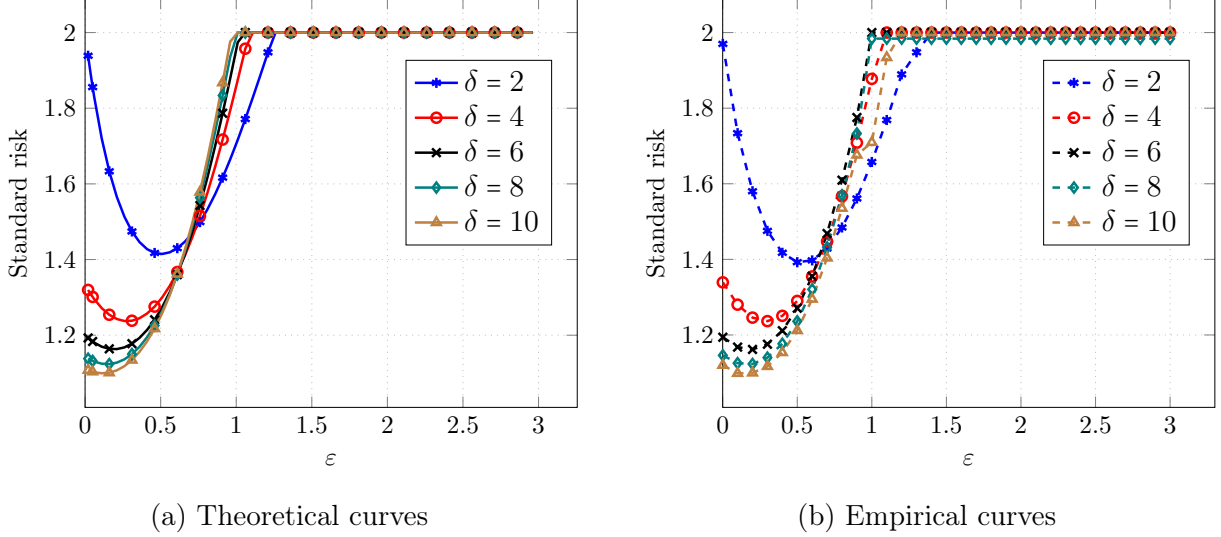 2
1.8
1.6
1.4
1.2
0
0.5
1
1.5
2
2.5
3
Standard risk
ε
δ = 2
δ = 4
δ = 6
δ = 8
δ = 10
(a) Theoretical curves
2
1.8
1.6
1.4
1.2
0
0.5
1
1.5
2
2.5
3
Standard risk
ε
δ = 2
δ = 4
δ = 6
δ = 8
δ = 10
(b) Empirical curves